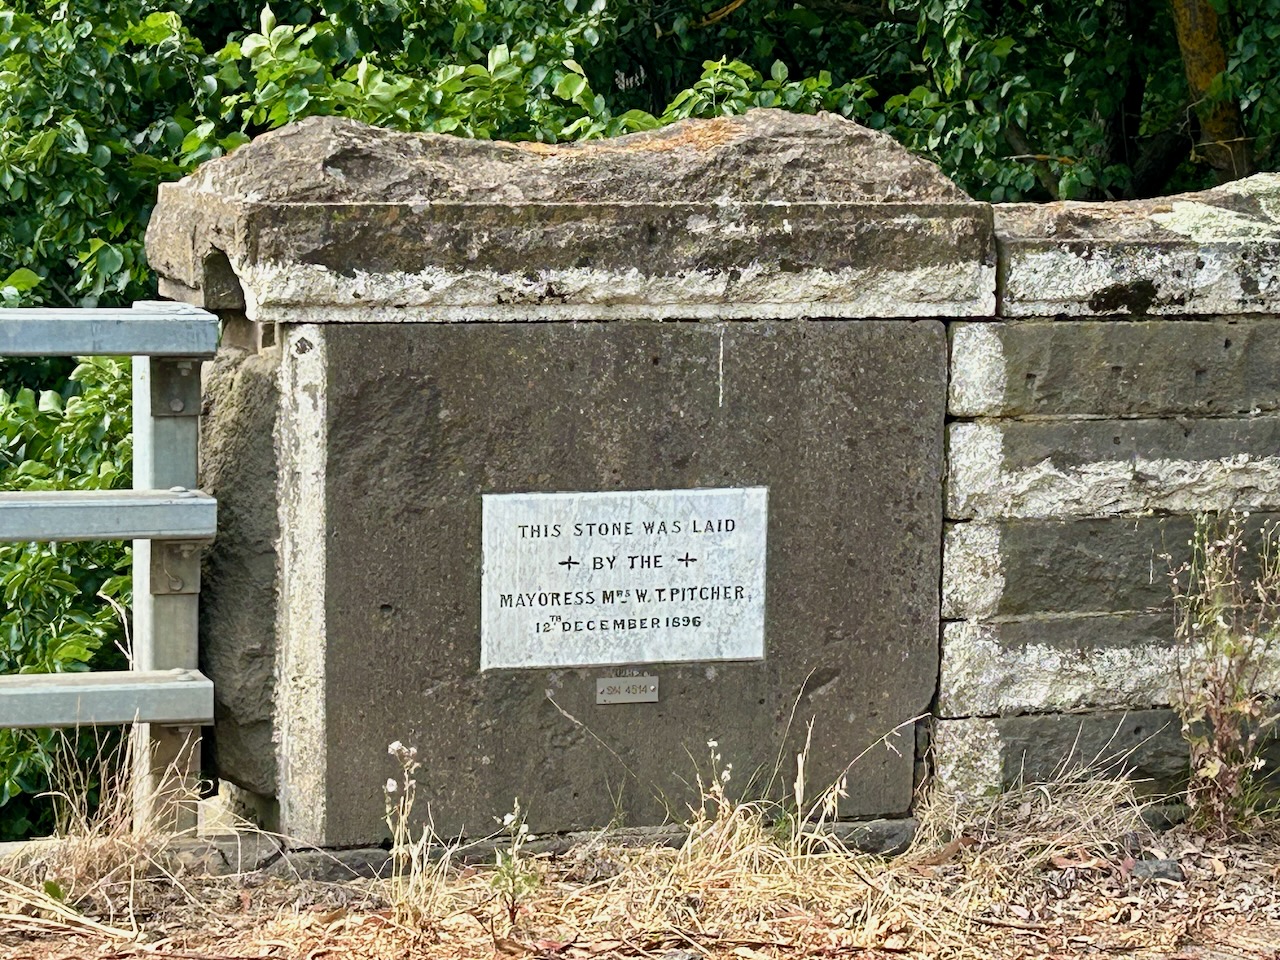 THIS STONE WAS LAID
BY THE
MAYORESS MRS W.T. PITCHER.
12TH DECEMBER 1896
SN 4514